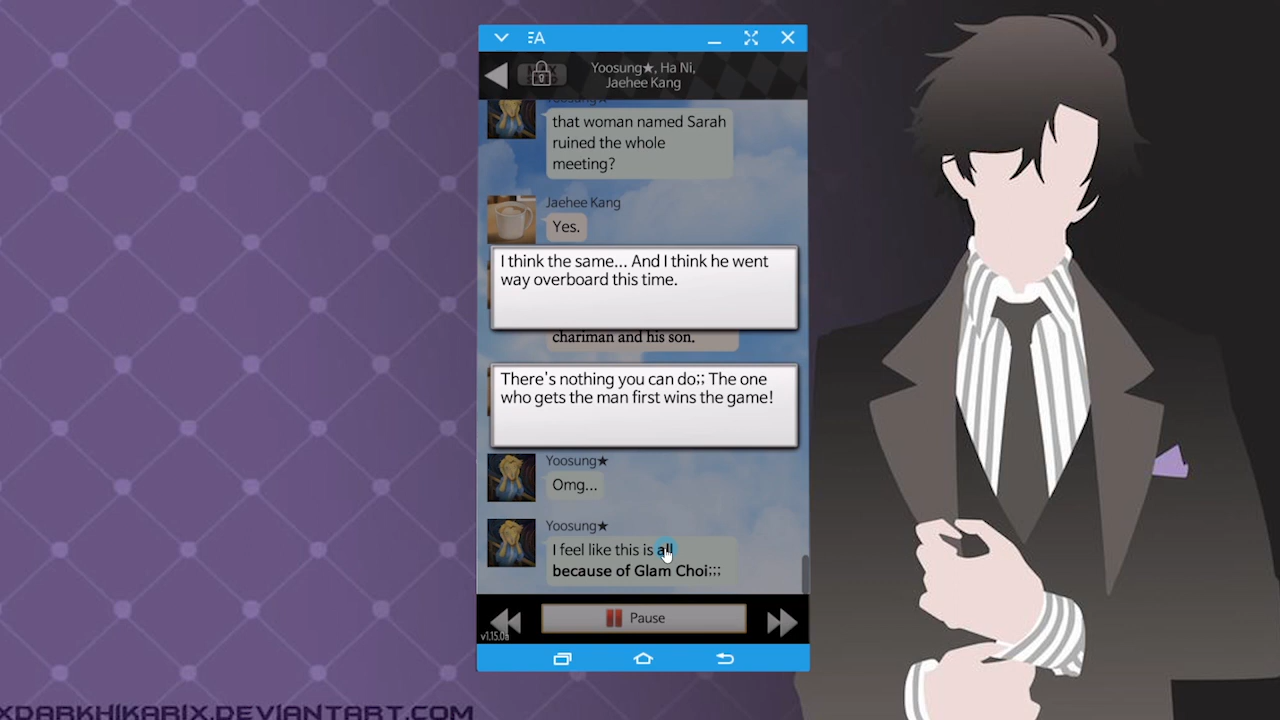 Yoosung★, Ha Ni,
Jaehee Kang
Yoosung★
that woman named Sarah
ruined the whole
meeting?
Jaehee Kang
Yes.
I think the same... And I think he went
way overboard this time.
chariman and his son.
There's nothing you can do;; The one
who gets the man first wins the game!
Yoosung★
Omg...
Yoosung★
I feel like this is all
because of Glam Choi;;;
Pause
v1.15.0a
XDARKHIKARIX.DEVIANTART.COM